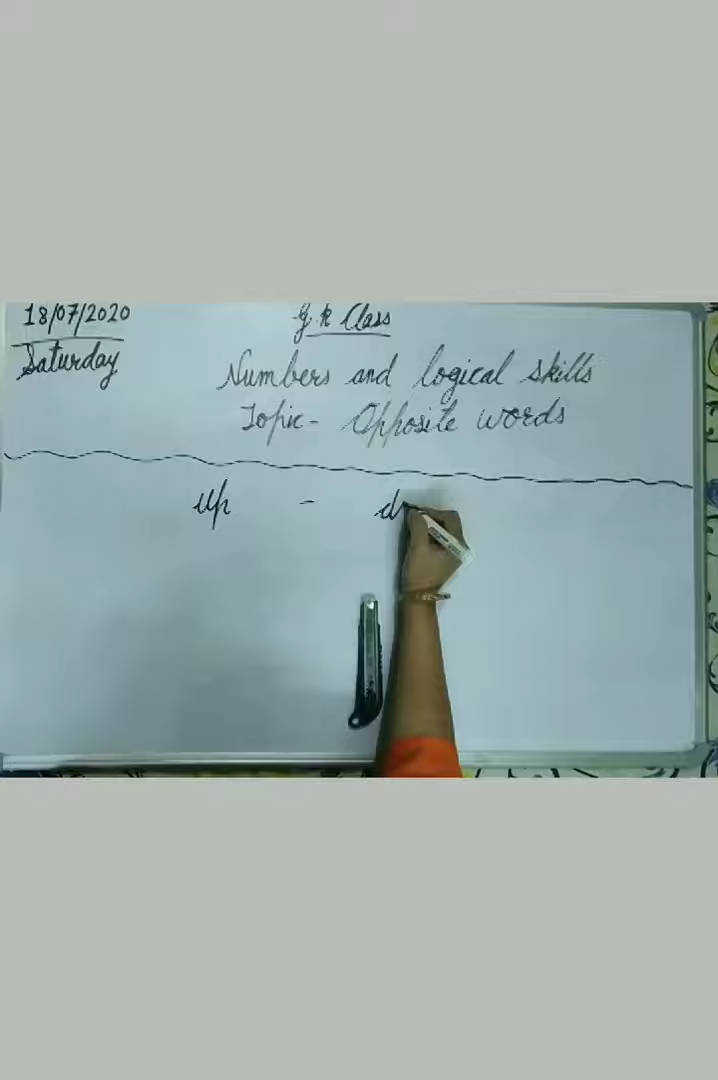 18/07/2020
Saturday
G.K Class
Numbers and logical skills
Topic- Opposite words
up -